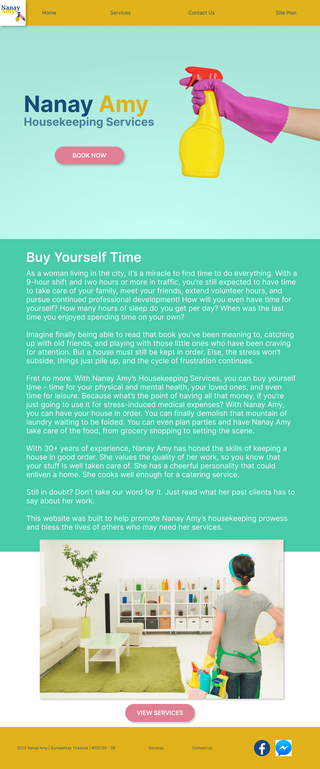 Nanay
Amy
Home
Services
Contact Us
Site Plan
Nanay Amy
Housekeeping Services
BOOK NOW
Buy Yourself Time
As a woman living in the city, It's a miracle to find time to do everything. With a
9-hour shift and two hours or more in traffic, you're still expected to have time
to take care of your family, meet your friends, extend volunteer hours, and
pursue continued professional development! How will you even have time for
yourself? How many hours of sleep do you get per day? When was the last
time you enjoyed spending time on your own?
Imagine finally being able to read that book you've been meaning to, catching
up with old friends, and playing with those little ones who have been craving
for attention. But a house must still be kept in order. Else, the stress won't
subside, things just pile up, and the cycle of frustration continues.
Fret no more. With Nanay Amy's Housekeeping Services, you can buy yourself
time - time for your physical and mental health, your loved ones, and even
time for leisure. Because what's the point of having all that money, if you're
just going to use it for stress-induced medical expenses? With Nanay Amy,
you can have your house in order. You can finally demolish that mountain of
laundry waiting to be folded. You can even plan parties and have Nanay Amy
take care of the food, from grocery shopping to setting the scene.
With 30+ years of experience, Nanay Amy has honed the skills of keeping a
house in good order. She values the quality of her work, so you know that
your stuff is well taken care of. She has a cheerful personality that could
enliven a home. She cooks well enough for a catering service.
Still in doubt? Don't take our word for it. Just read what her past clients has to
say about her work.
This website was built to help promote Nanay Amy's housekeeping prowess
and bless the lives of others who may need her services.
VIEW SERVICES
Services
Contact Us